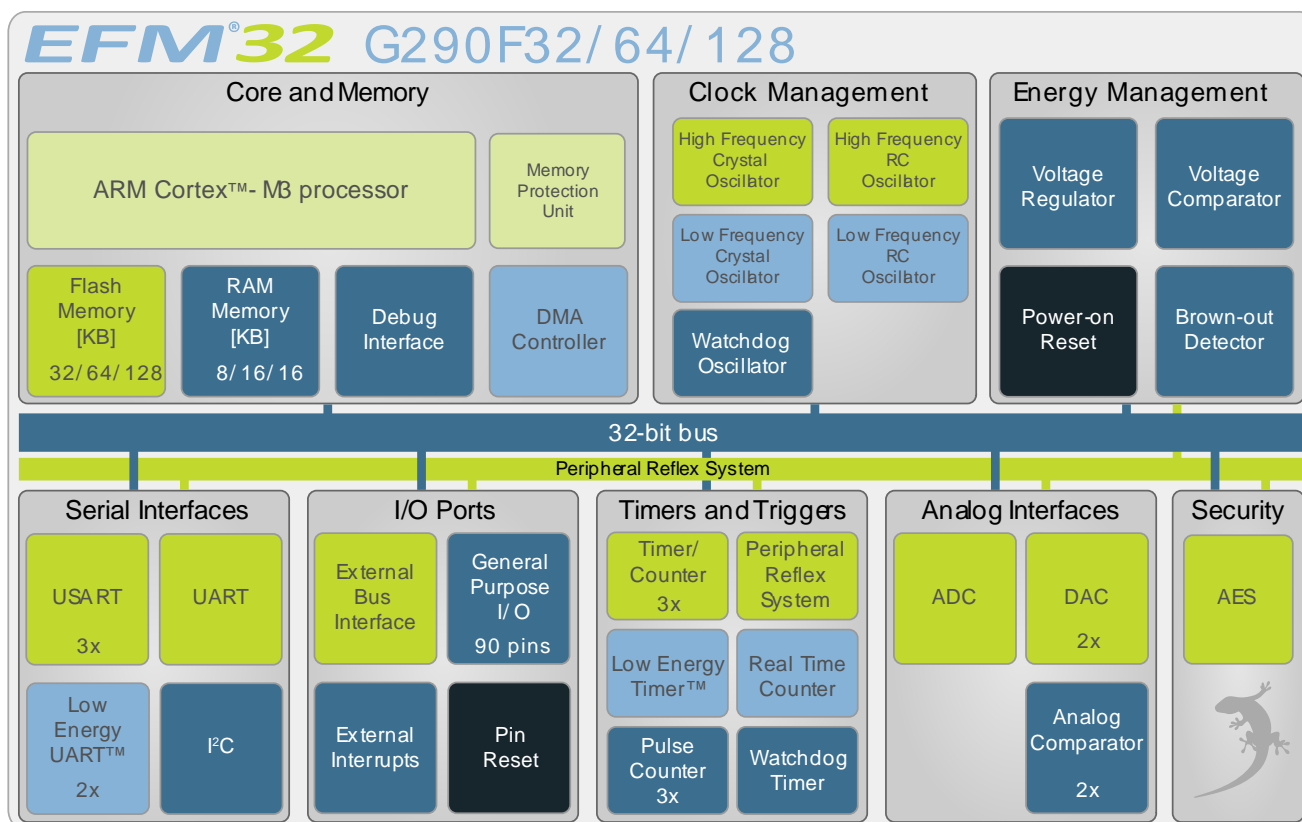 EFM®32 G290F32/64/128
Core and Memory
ARM Cortex™-M3 processor
Memory
Protection
Unit
Flash
Memory
[KB]
32/64/128
RAM
Memory
[KB]
8/16/16
Debug
Interface
DMA
Controller
Clock Management
High Frequency
Crystal
Oscillator
High Frequency
RC
Oscillator
Low Frequency
Crystal
Oscillator
Low Frequency
RC
Oscillator
Watchdog
Oscillator
Energy Management
Voltage
Regulator
Voltage
Comparator
Power-on
Reset
Brown-out
Detector
32-bit bus
Peripheral Reflex System
Serial Interfaces
USART
3x
UART
Low
Energy
UART™
2x
I²C
I/O Ports
External
Bus
Interface
General
Purpose
I/O
90 pins
External
Interrupts
Pin
Reset
Timers and Triggers
Timer/
Counter
3x
Peripheral
Reflex
System
Low Energy
Timer™
Real Time
Counter
Pulse
Counter
3x
Watchdog
Timer
Analog Interfaces
ADC
DAC
2x
Analog
Comparator
2x
Security
AES